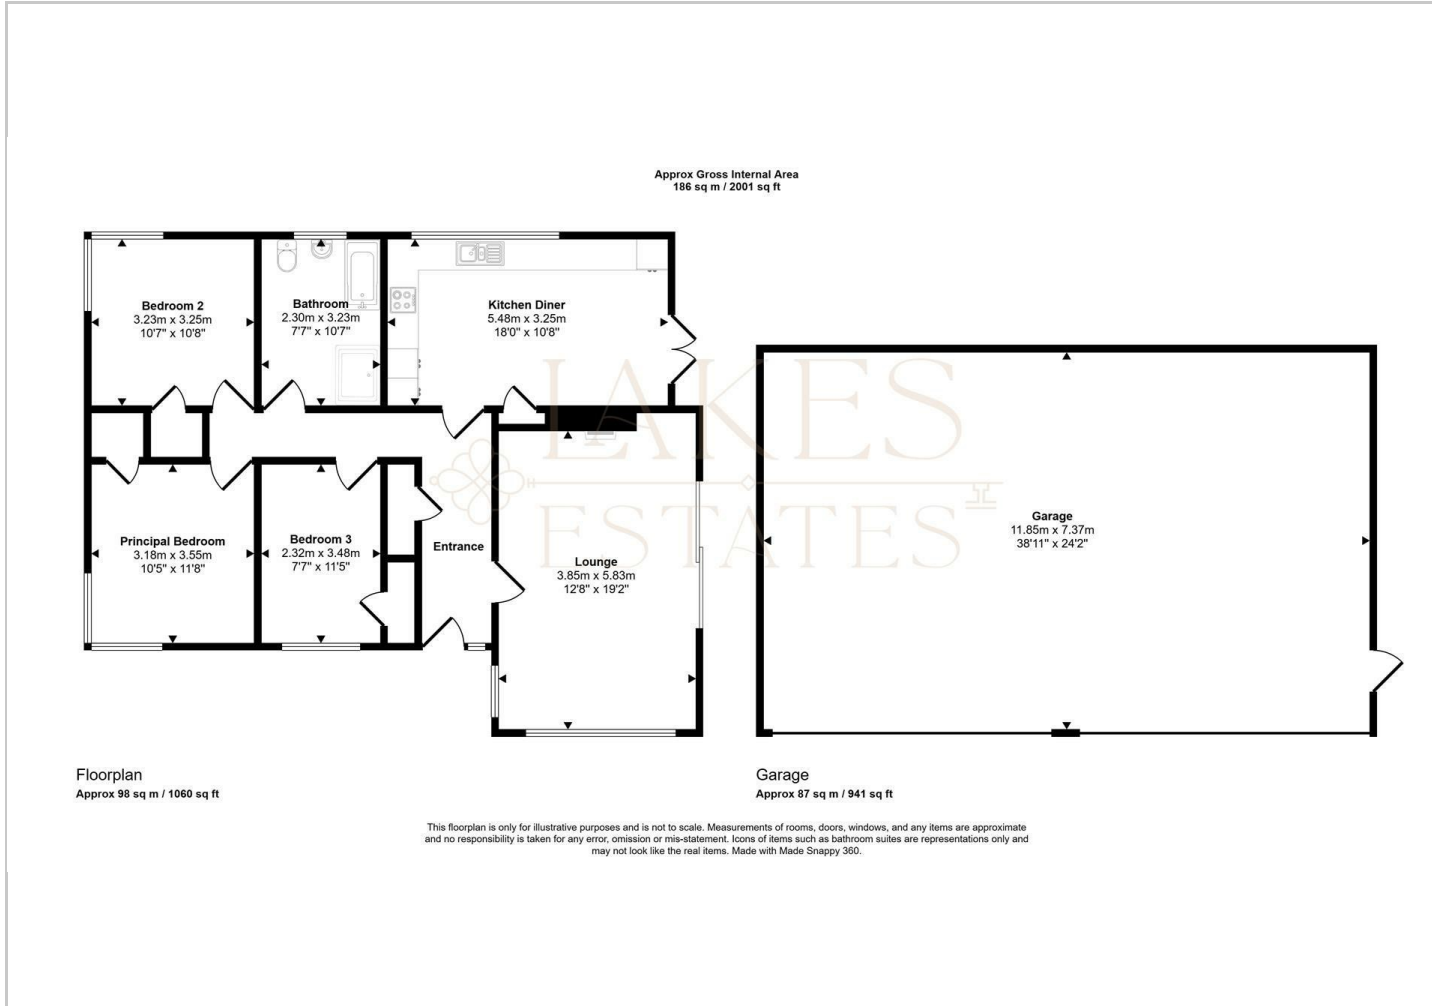 Approx Gross Internal Area
186 sq m / 2001 sq ft
Bedroom 2
3.23m x 3.25m
10'7" x 10'8"
Bathroom
2.30m x 3.23m
7'7" x 10'7"
Kitchen Diner
5.48m x 3.25m
18'0" x 10'8"
LAKES
ESTATES
Principal Bedroom
3.18m x 3.55m
10'5" x 11'8"
Bedroom 3
2.32m x 3.48m
7'7" x 11'5"
Entrance
Lounge
3.85m x 5.83m
12'8" x 19'2"
Garage
11.85m x 7.37m
38'11" x 24'2"
Floorplan
Approx 98 sq m / 1060 sq ft
Garage
Approx 87 sq m / 941 sq ft
This floorplan is only for illustrative purposes and is not to scale. Measurements of rooms, doors, windows, and any items are approximate
and no responsibility is taken for any error, omission or mis-statement. Icons of items such as bathroom suites are representations only and
may not look like the real items. Made with Made Snappy 360.